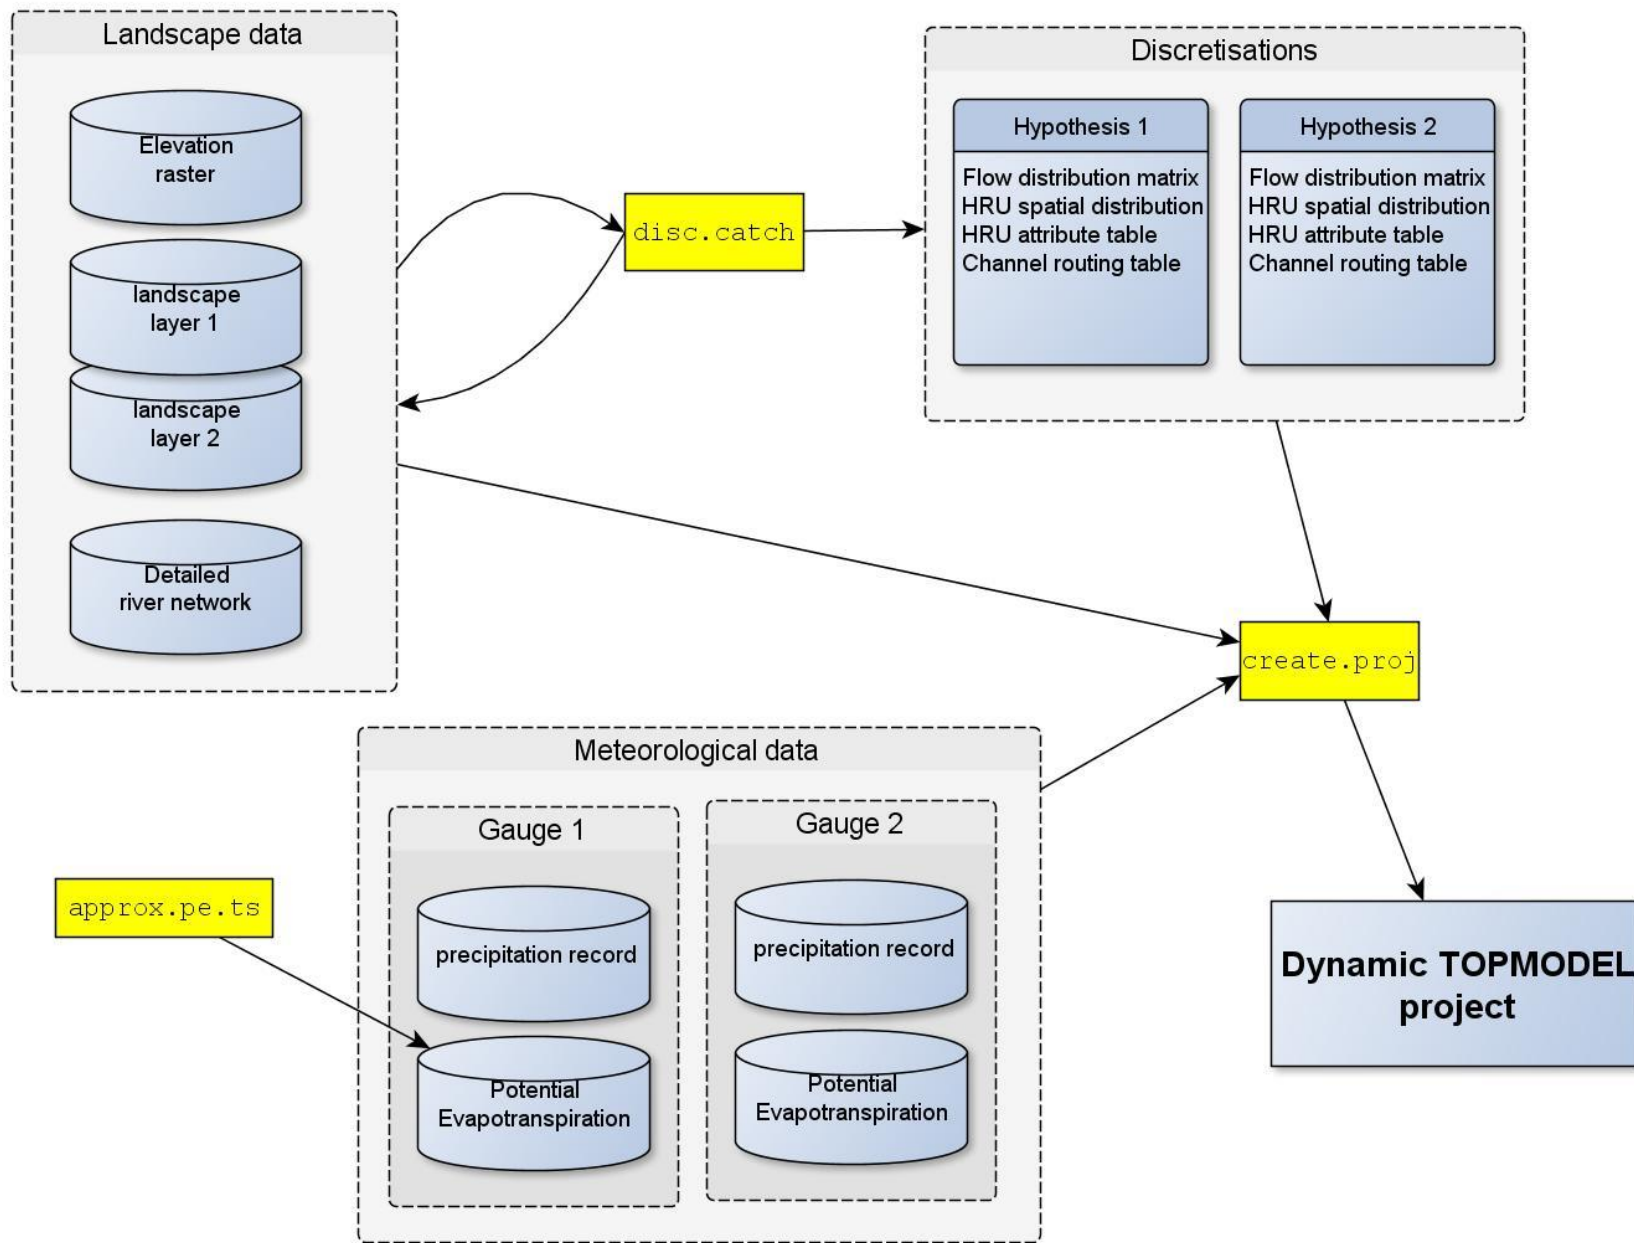 Landscape data
Elevation
raster
landscape
layer 1
landscape
layer 2
Detailed
river network
disc.catch
Discretisations
Hypothesis 1
Flow distribution matrix
HRU spatial distribution
HRU attribute table
Channel routing table
Hypothesis 2
Flow distribution matrix
HRU spatial distribution
HRU attribute table
Channel routing table
create.proj
Meteorological data
Gauge 1
precipitation record
Potential
Evapotranspiration
Gauge 2
precipitation record
Potential
Evapotranspiration
approx.pe.ts
Dynamic TOPMODEL
project